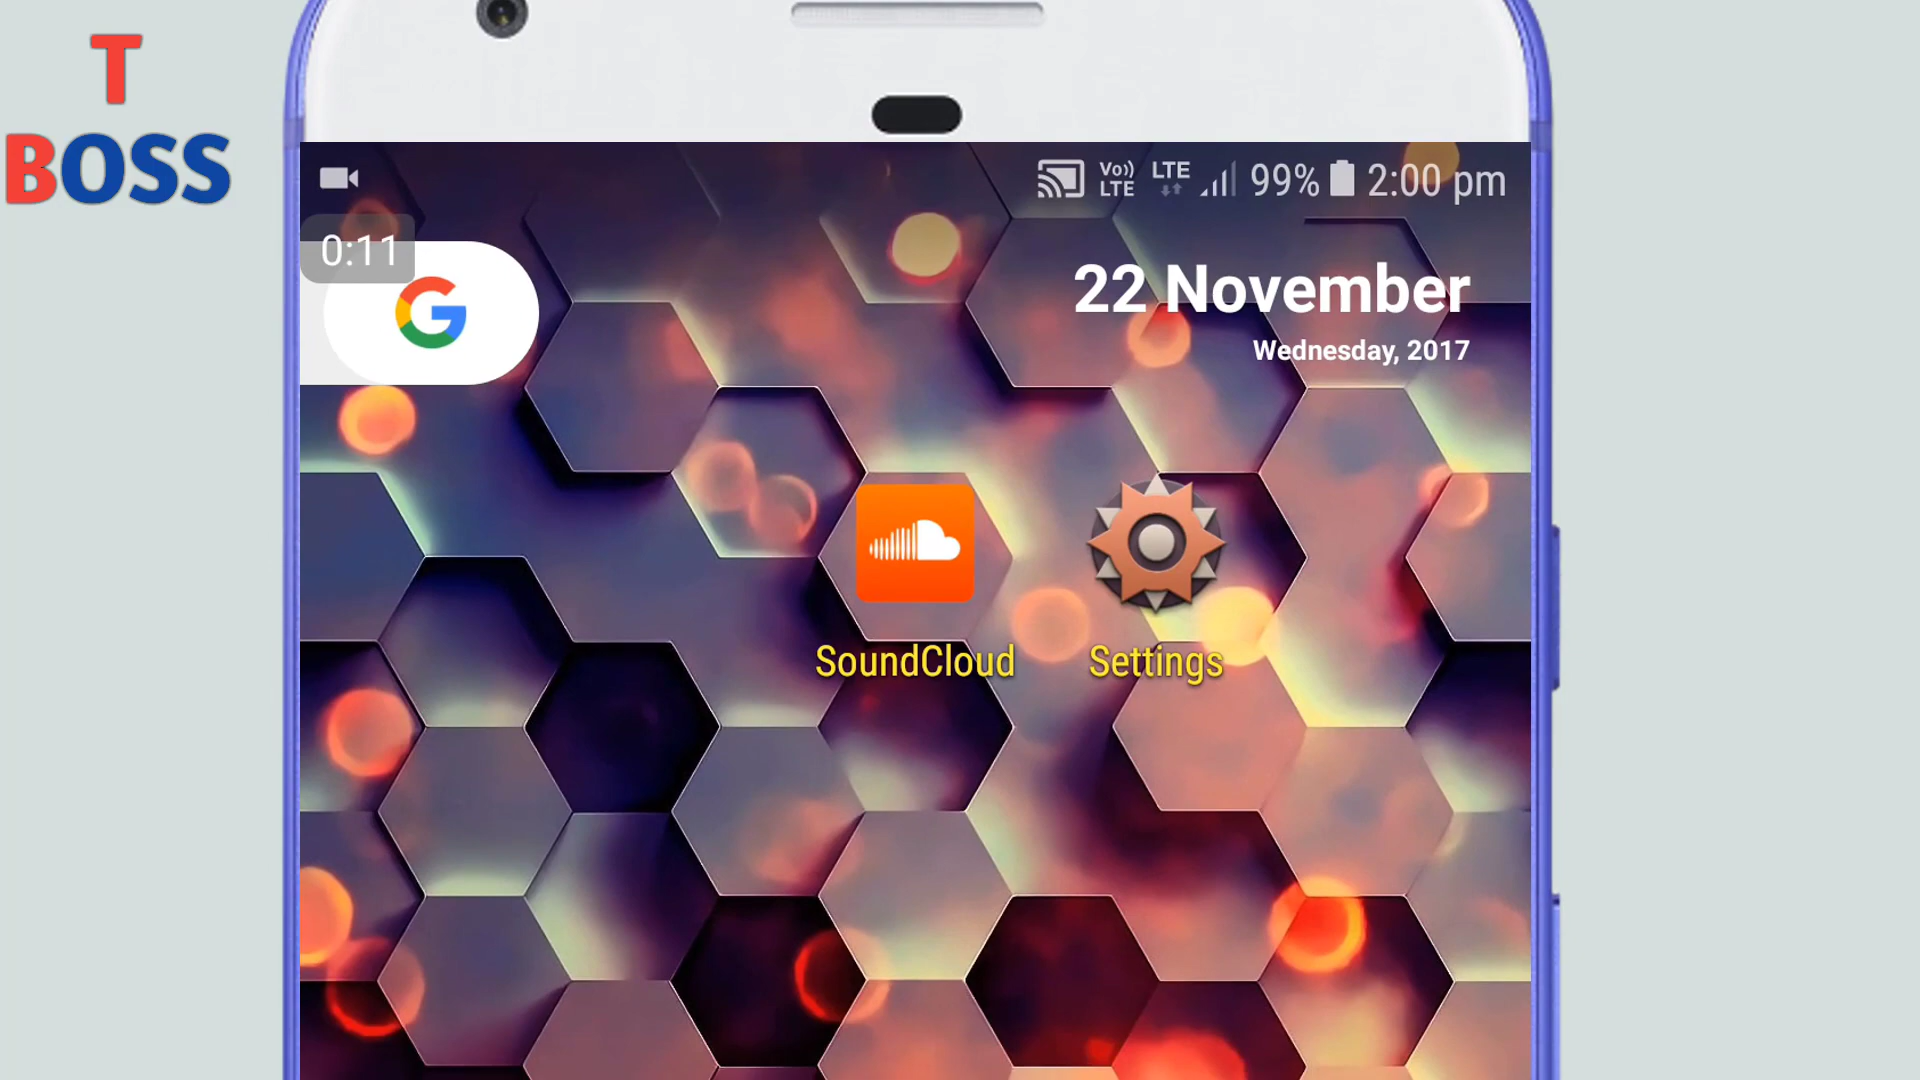 T
BOSS
Vo)) LTE LTE 99% 2:00 pm
0:11
G
22 November
Wednesday, 2017
SoundCloud
Settings